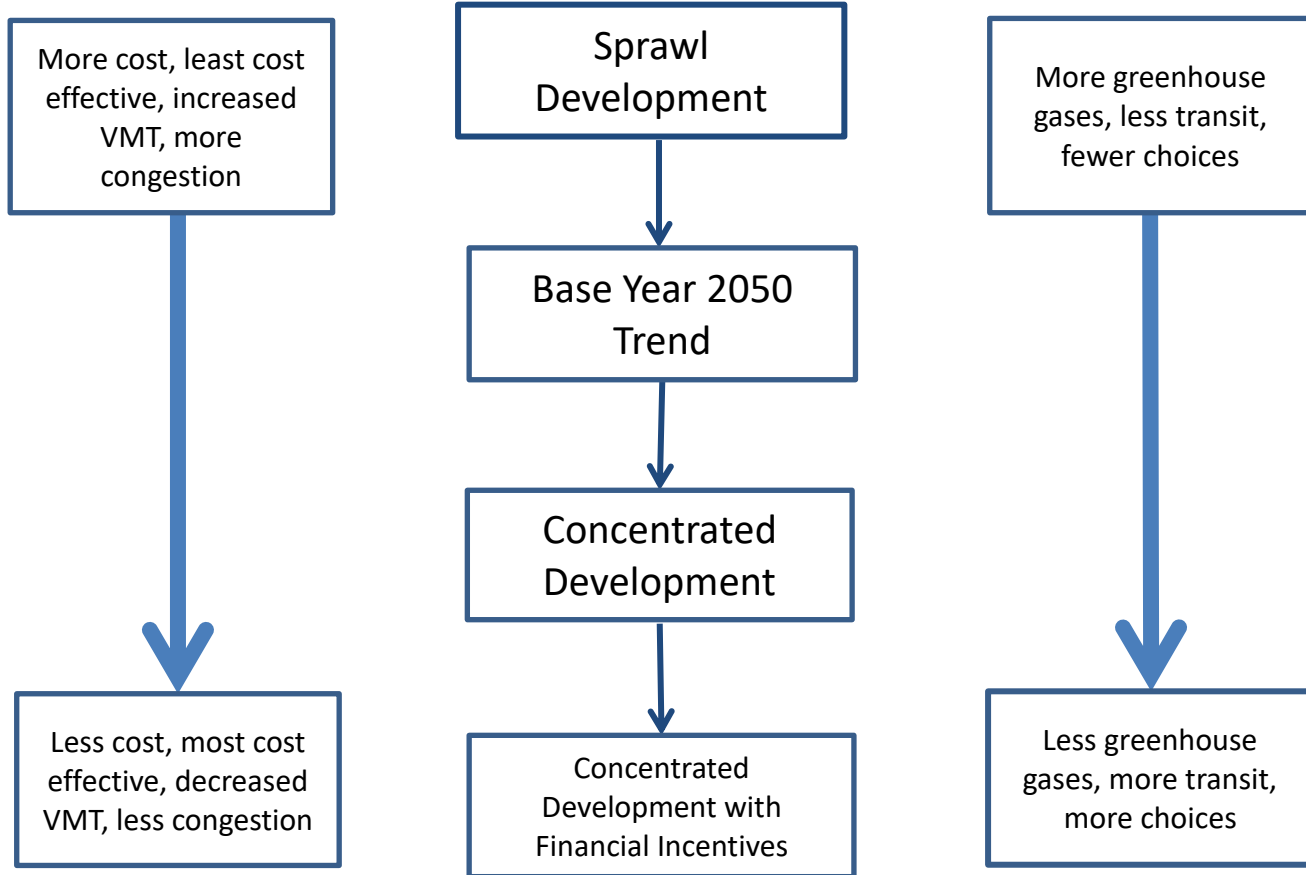 More cost, least cost
effective, increased
VMT, more
congestion
Sprawl
Development
More greenhouse
gases, less transit,
fewer choices
Base Year 2050
Trend
Concentrated
Development
Less cost, most cost
effective, decreased
VMT, less congestion
Concentrated
Development with
Financial Incentives
Less greenhouse
gases, more transit,
more choices